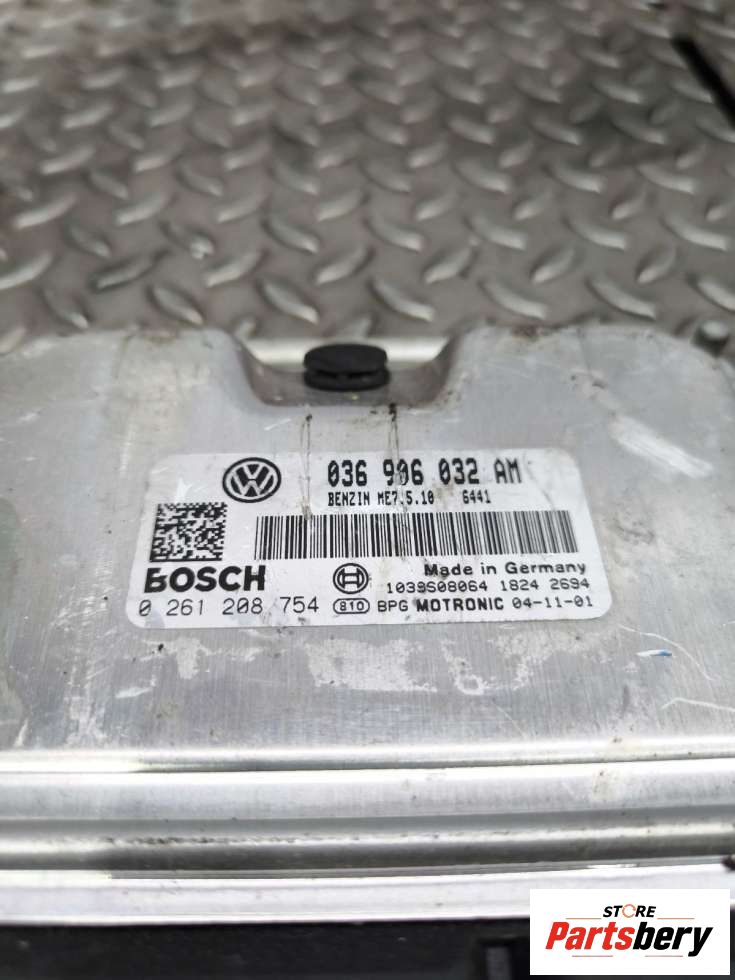 036 906 032 AM
BENZIN ME7.5.10 6441
BOSCH
Made in Germany
1039S08064 1824 2694
0 261 208 754 810 BPG MOTRONIC 04-11-01
STORE
Partsbery